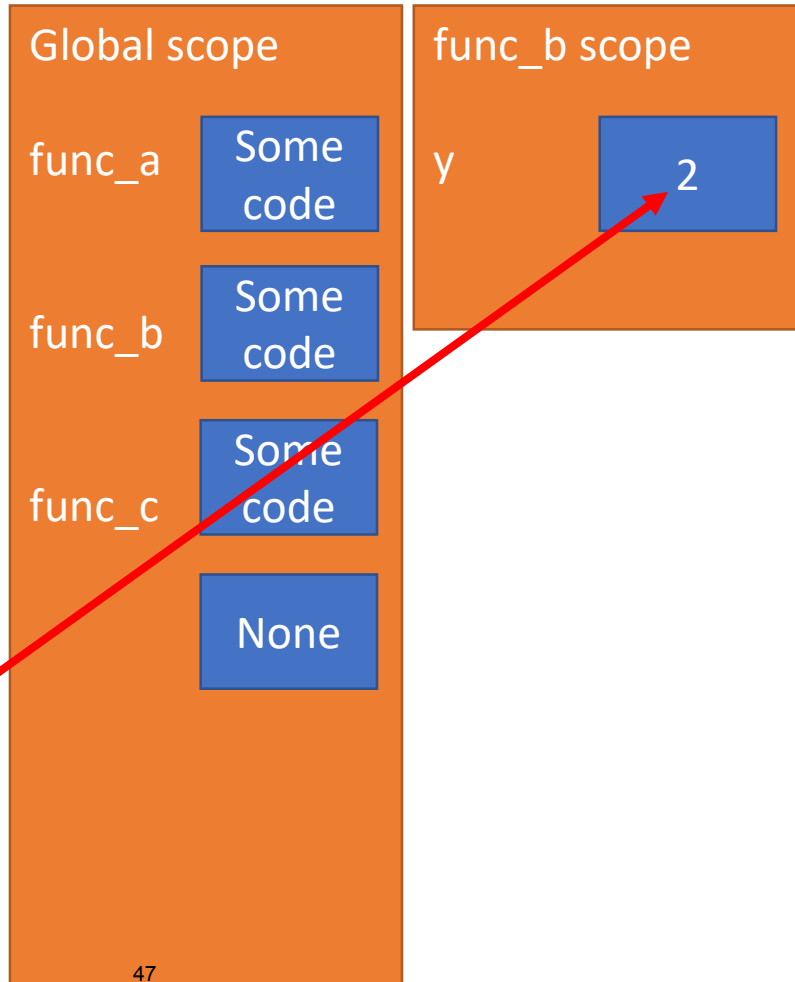 Global scope
func_a
Some
code
func_b
Some
code
func_c
Some
code
None
47
func_b scope
y
2